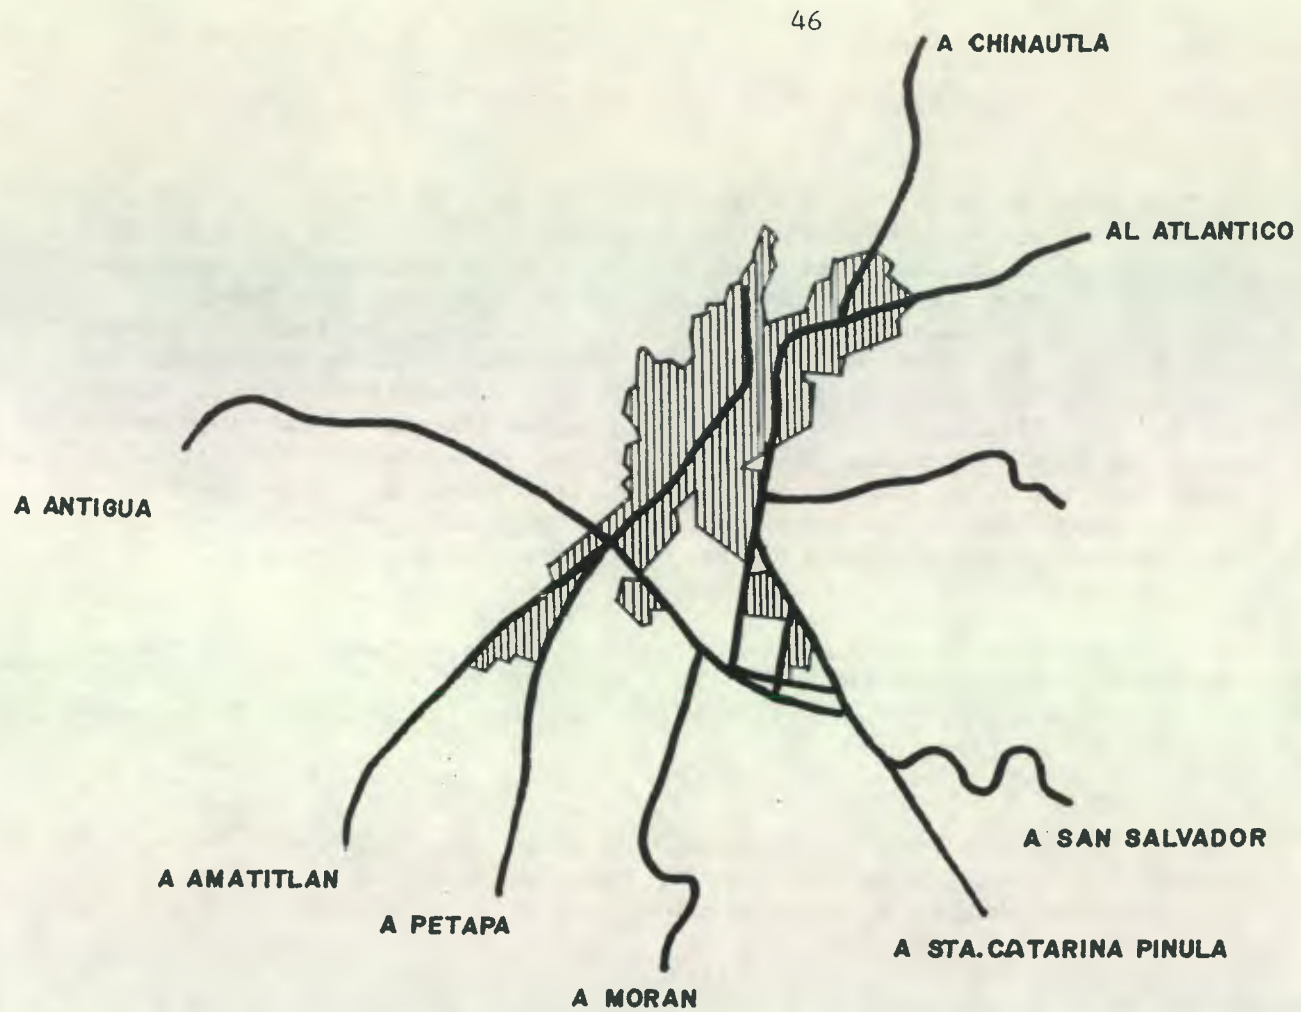 46
A CHINAUTLA
AL ATLANTICO
A ANTIGUA
A SAN SALVADOR
A AMATITLAN
A PETAPA
A STA. CATARINA PINULA
A MORAN